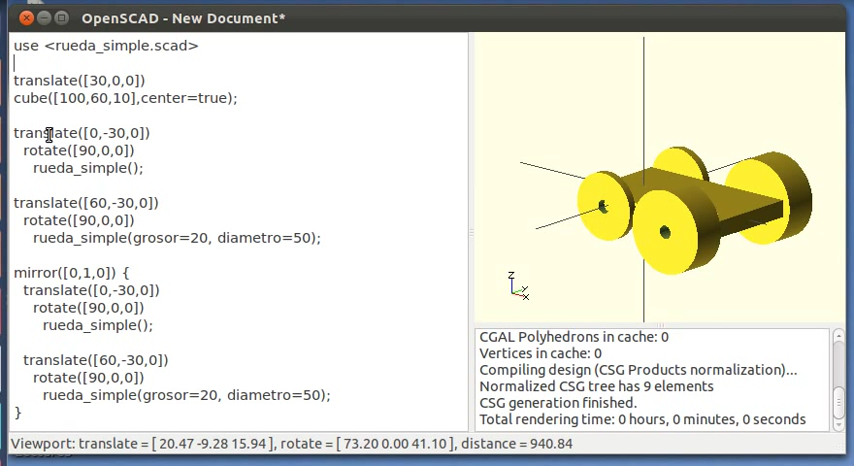 OpenSCAD - New Document*
use <rueda_simple.scad>
translate([30,0,0])
cube([100,60,10],center=true);
translate([0,-30,0])
rotate([90,0,0])
rueda_simple();
translate([60,-30,0])
rotate([90,0,0])
rueda_simple(grosor=20, diametro=50);
mirror([0,1,0]) {
translate([0,-30,0])
rotate([90,0,0])
rueda_simple();
translate([60,-30,0])
rotate([90,0,0])
rueda_simple(grosor=20, diametro=50);
}
Z
Y
X
CGAL Polyhedrons in cache: 0
Vertices in cache: 0
Compiling design (CSG Products normalization)...
Normalized CSG tree has 9 elements
CSG generation finished.
Total rendering time: 0 hours, 0 minutes, 0 seconds
Viewport: translate = [ 20.47 -9.28 15.94 ], rotate = [ 73.20 0.00 41.10 ], distance = 940.84